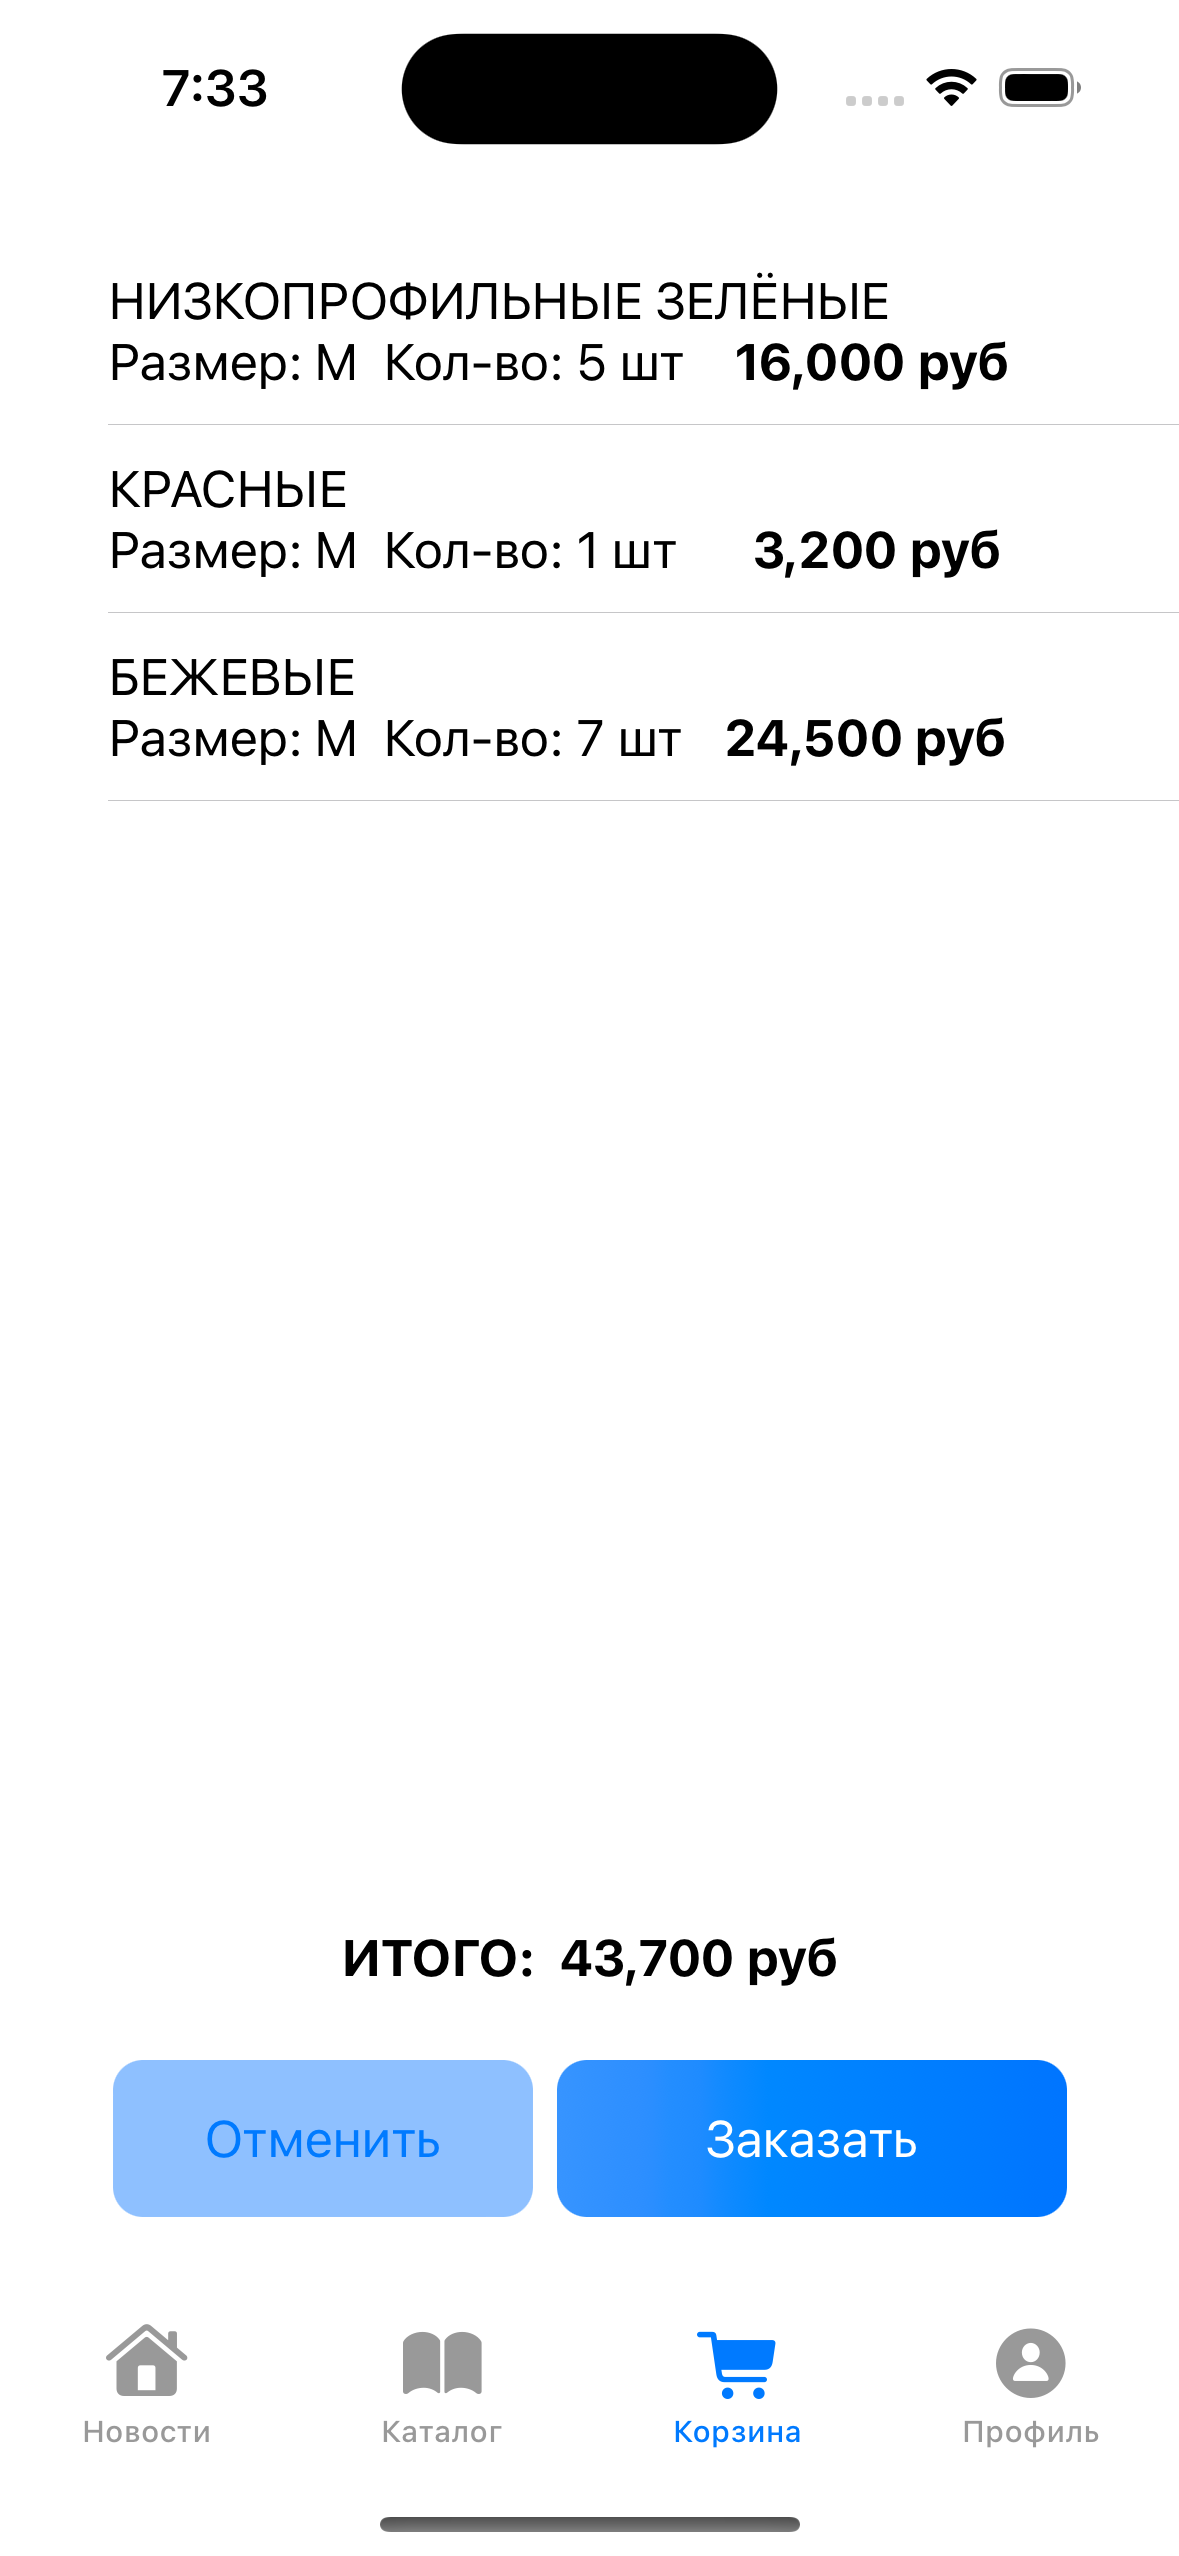 7:33
НИЗКОПРОФИЛЬНЫЕ ЗЕЛЁНЫЕ
Размер: M Кол-во: 5 шт 16,000 руб
КРАСНЫЕ
Размер: M Кол-во: 1 шт 3,200 руб
БЕЖЕВЫЕ
Размер: M Кол-во: 7 шт 24,500 руб
ИТОГО: 43,700 руб
Отменить Заказать
Новости Каталог Корзина Профиль